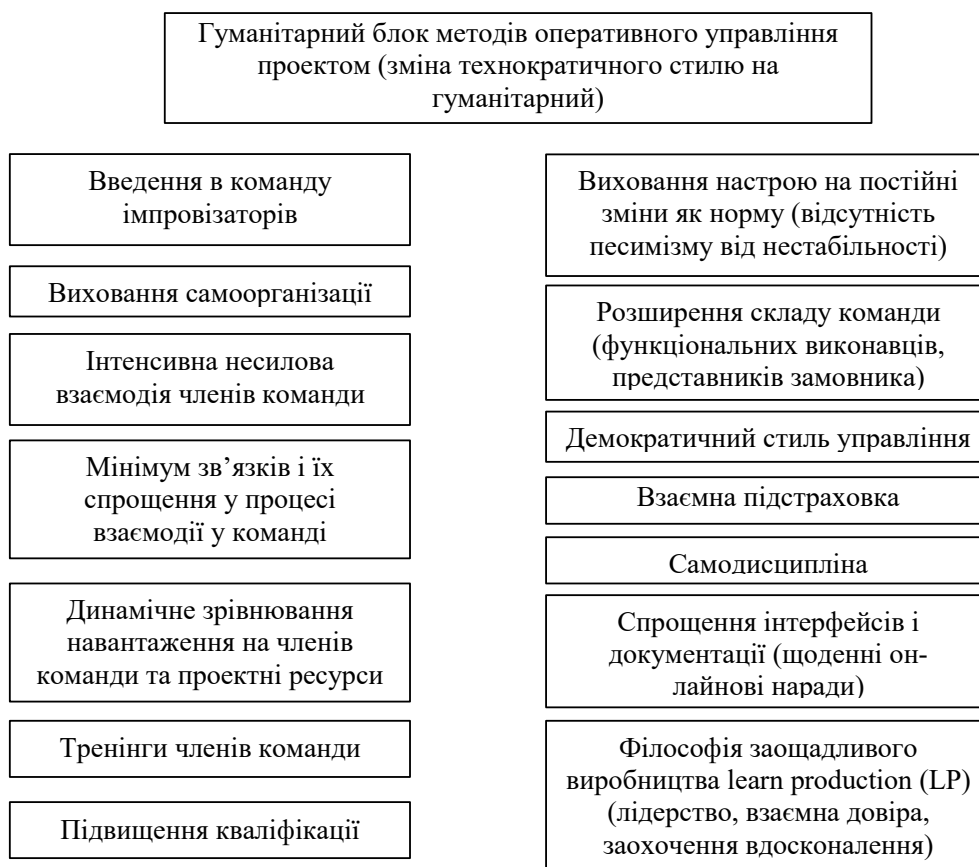 Гуманітарний блок методів оперативного управління
проектом (зміна технократичного стилю на
гуманітарний)
Введення в команду
імпровізаторів
Виховання самоорганізації
Інтенсивна несилова
взаємодія членів команди
Мінімум зв’язків і їх
спрощення у процесі
взаємодії у команді
Динамічне зрівнювання
навантаження на членів
команди та проектні ресурси
Тренінги членів команди
Підвищення кваліфікації
Виховання настрою на постійні
зміни як норму (відсутність
песимізму від нестабільності)
Розширення складу команди
(функціональних виконавців,
представників замовника)
Демократичний стиль управління
Взаємна підстраховка
Самодисципліна
Спрощення інтерфейсів і
документації (щоденні он-
лайнові наради)
Філософія заощадливого
виробництва learn production (LP)
(лідерство, взаємна довіра,
заохочення вдосконалення)